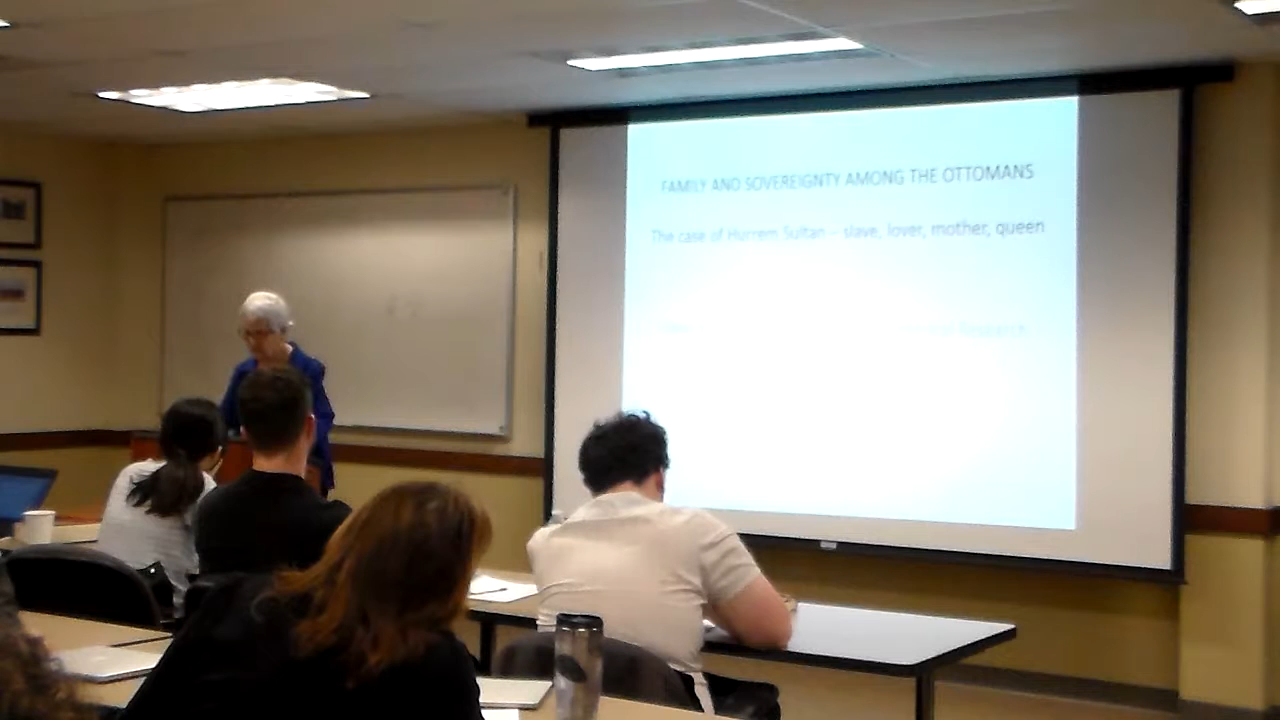 FAMILY AND SOVEREIGNTY AMONG THE OTTOMANS
The case of Hurrem Sultan – slave, lover, mother, queen